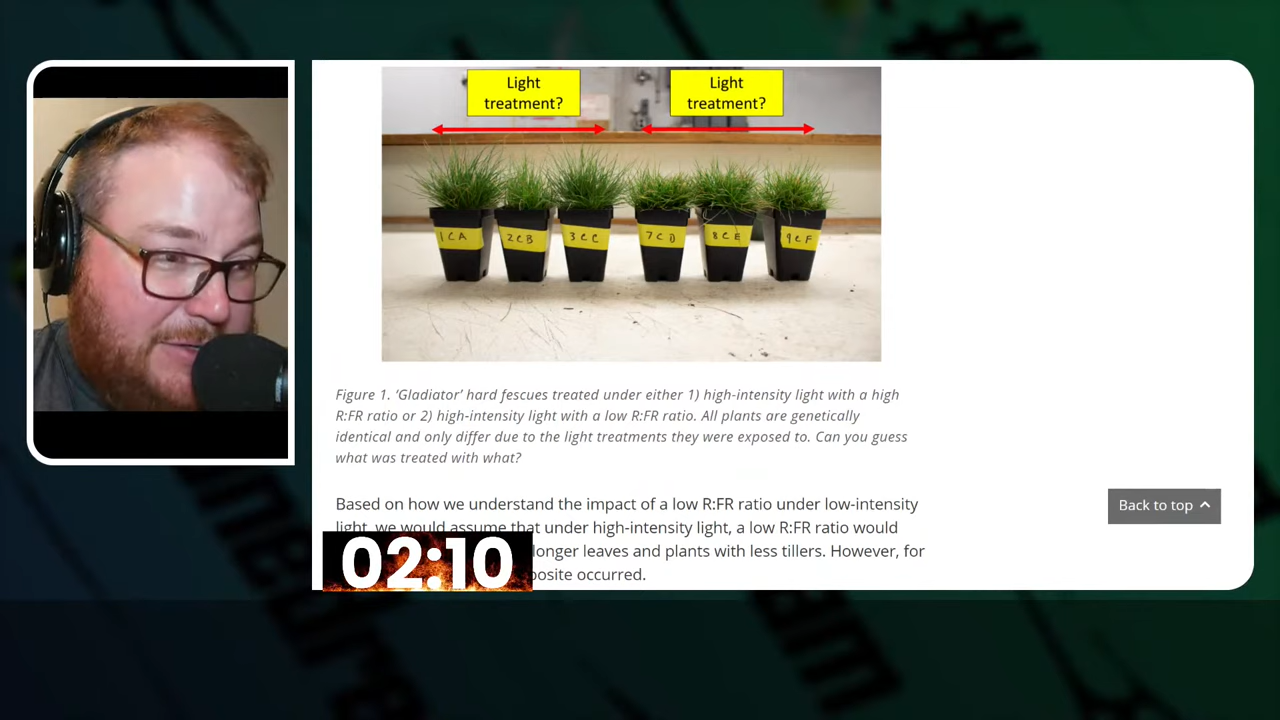 Light
treatment?
Light
treatment?
1CA
2CB
3CC
7CD
8CE
9CF
Figure 1. ‘Gladiator’ hard fescues treated under either 1) high-intensity light with a high
R:FR ratio or 2) high-intensity light with a low R:FR ratio. All plants are genetically
identical and only differ due to the light treatments they were exposed to. Can you guess
what was treated with what?
Based on how we understand the impact of a low R:FR ratio under low-intensity
light, we would assume that under high-intensity light, a low R:FR ratio would
longer leaves and plants with less tillers. However, for
posite occurred.
Back to top
02:10